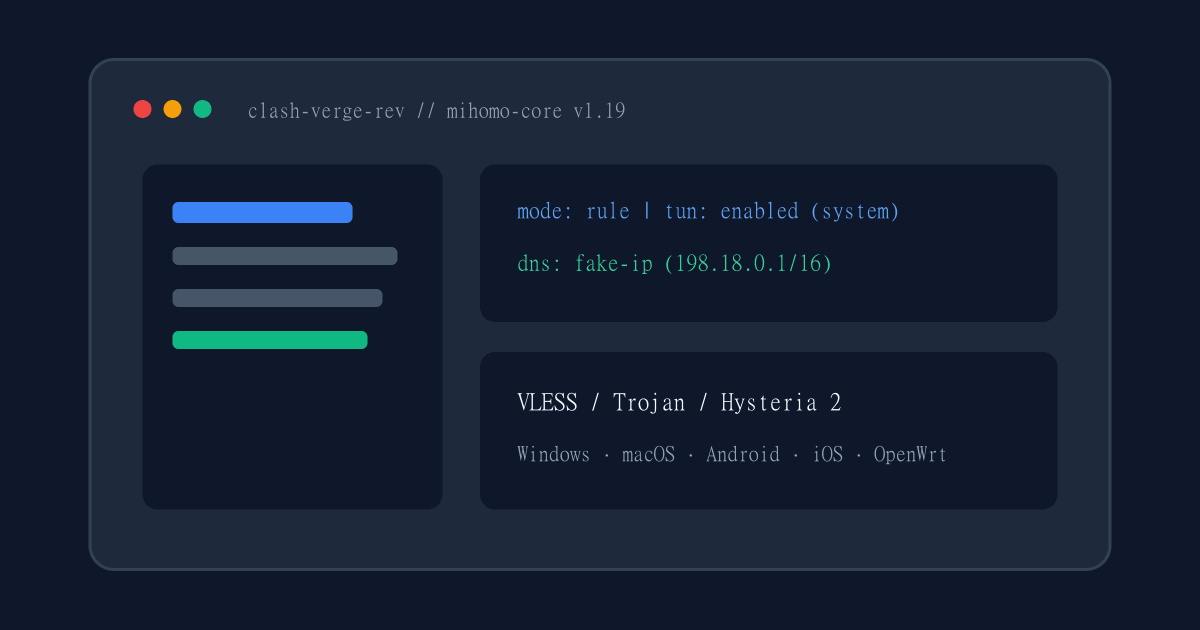 clash-verge-rev // mihomo-core v1.19
mode: rule | tun: enabled (system)
dns: fake-ip (198.18.0.1/16)
VLESS / Trojan / Hysteria 2
Windows · macOS · Android · iOS · OpenWrt